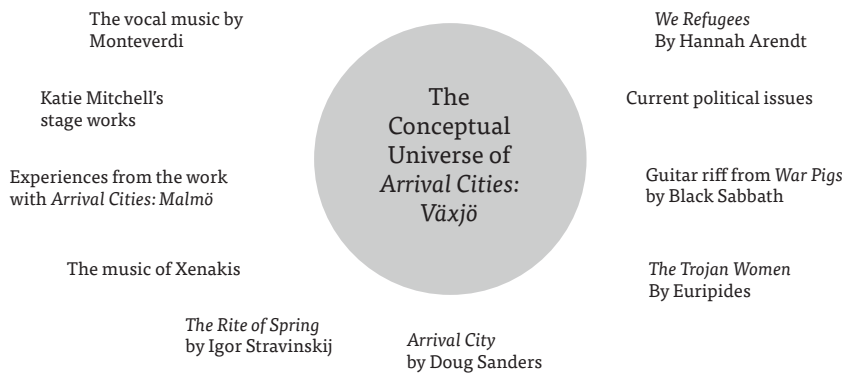 The vocal music by
Monteverdi
Katie Mitchell's
stage works
Experiences from the work
with Arrival Cities: Malmö
The music of Xenakis
The Rite of Spring
by Igor Stravinskij
The
Conceptual
Universe of
Arrival Cities:
Växjö
Arrival City
by Doug Sanders
We Refugees
By Hannah Arendt
Current political issues
Guitar riff from War Pigs
by Black Sabbath
The Trojan Women
By Euripides